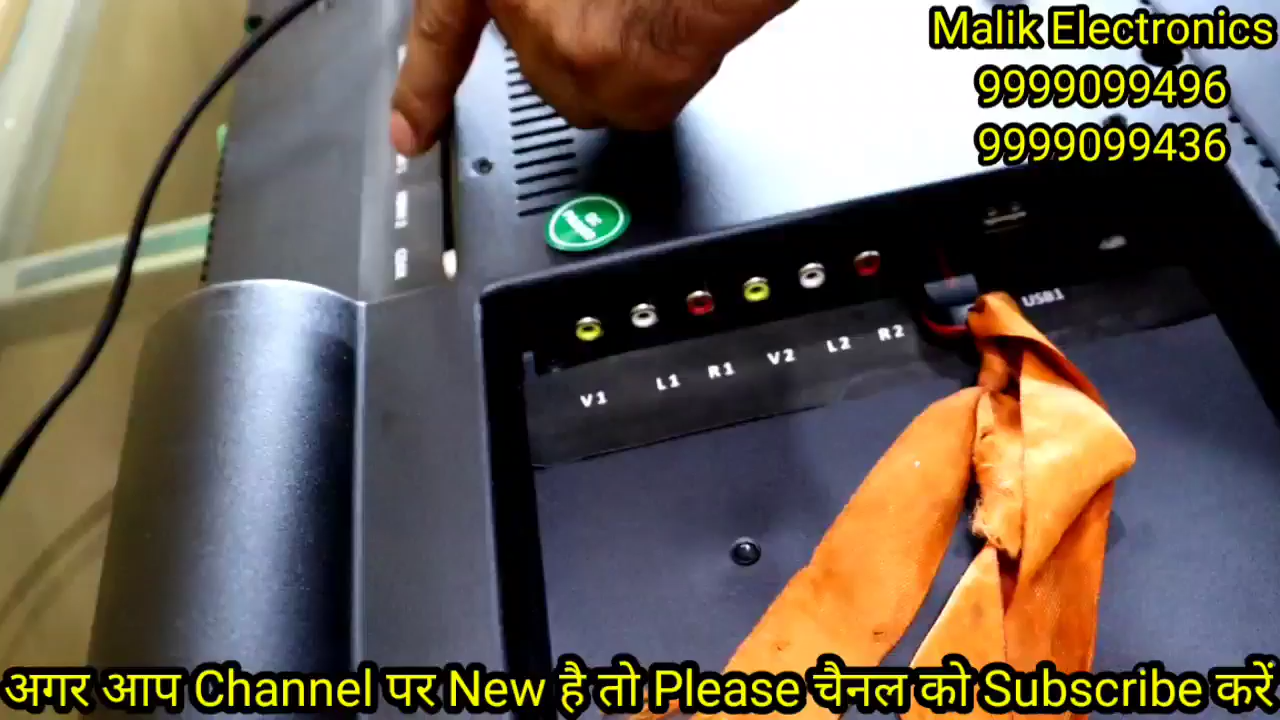 Malik Electronics
9999099496
9999099436
USB1
V1 L1 R1 V2 L2 R2
अगर आप Channel पर New है तो Please चैनल को Subscribe करें